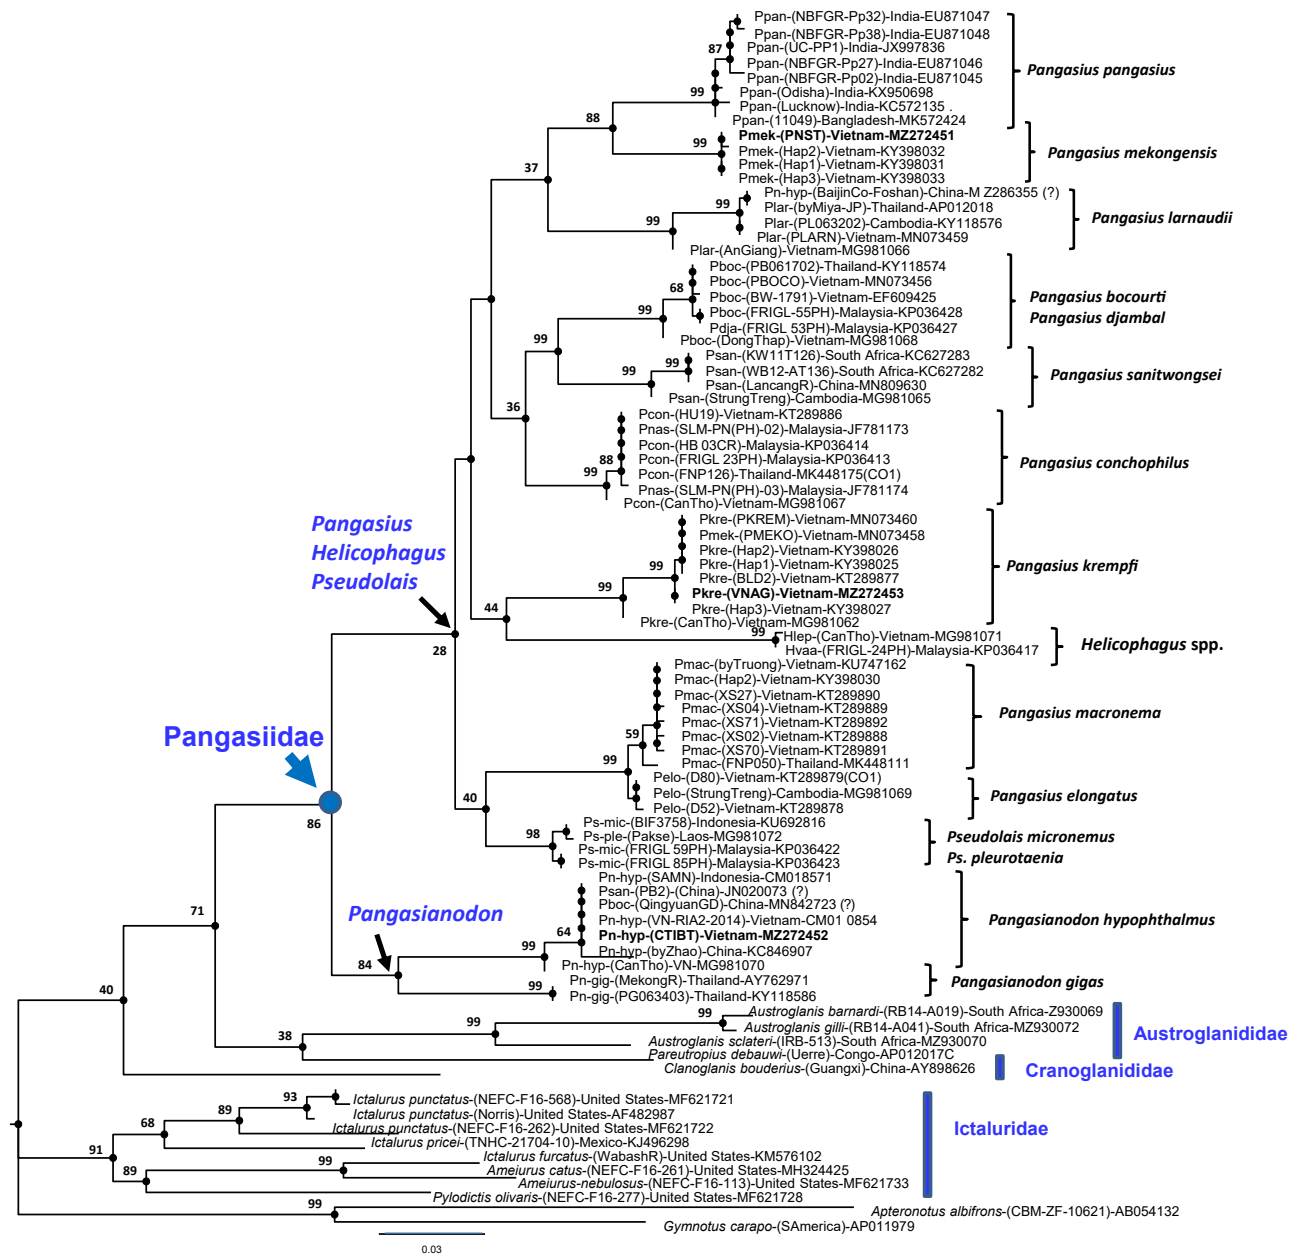 Ppan-(NBFGR-Pp32)-India-EU871047
Ppan-(NBFGR-Pp38)-India-EU871048
87
Ppan-(UC-PP1)-India-JX997836
Ppan-(NBFGR-Pp27)-India-EU871046
Pangasius pangasius
Ppan-(NBFGR-Pp02)-India-EU871045
99
Ppan-(Odisha)-India-KX950698
Ppan-(Lucknow)-India-KC572135 .
88
Ppan-(11049)-Bangladesh-MK572424
Pmek-(PNST)-Vietnam-MZ272451
99
Pmek-(Hap2)-Vietnam-KY398032
Pangasius mekongensis
Pmek-(Hap1)-Vietnam-KY398031
37
Pmek-(Hap3)-Vietnam-KY398033
Pn-hyp-(BaijinCo-Foshan)-China-M Z286355 (?)
99
Plar-(byMiya-JP)-Thailand-AP012018
Pangasius larnaudii
99
Plar-(PL063202)-Cambodia-KY118576
Plar-(PLARN)-Vietnam-MN073459
Plar-(AnGiang)-Vietnam-MG981066
Pboc-(PB061702)-Thailand-KY118574
Pboc-(PBOCO)-Vietnam-MN073456
68
Pboc-(BW-1791)-Vietnam-EF609425
Pangasius bocourti
99
Pboc-(FRIGL-55PH)-Malaysia-KP036428
Pangasius djambal
Pdja-(FRIGL 53PH)-Malaysia-KP036427
99
Pboc-(DongThap)-Vietnam-MG981068
Psan-(KW11T126)-South Africa-KC627283
99
99
Psan-(WB12-AT136)-South Africa-KC627282
Pangasius sanitwongsei
Psan-(LancangR)-China-MN809630
Psan-(StrungTreng)-Cambodia-MG981065
36
Pcon-(HU19)-Vietnam-KT289886
Pnas-(SLM-PN(PH)-02)-Malaysia-JF781173
Pcon-(HB 03CR)-Malaysia-KP036414
88
Pcon-(FRIGL 23PH)-Malaysia-KP036413
Pangasius conchophilus
99
Pcon-(FNP126)-Thailand-MK448175(CO1)
Pnas-(SLM-PN(PH)-03)-Malaysia-JF781174
Pcon-(CanTho)-Vietnam-MG981067
Pangasius
Helicophagus
Pseudolais
Pkre-(PKREM)-Vietnam-MN073460
Pmek-(PMEKO)-Vietnam-MN073458
Pkre-(Hap2)-Vietnam-KY398026
99
Pkre-(Hap1)-Vietnam-KY398025
Pangasius krempfi
99
Pkre-(BLD2)-Vietnam-KT289877
Pkre-(VNAG)-Vietnam-MZ272453
44
Pkre-(Hap3)-Vietnam-KY398027
Pkre-(CanTho)-Vietnam-MG981062
99
Hlep-(CanTho)-Vietnam-MG981071
Helicophagus spp.
28
Hvaa-(FRIGL-24PH)-Malaysia-KP036417
Pmac-(byTruong)-Vietnam-KU747162
Pmac-(Hap2)-Vietnam-KY398030
Pmac-(XS27)-Vietnam-KT289890
Pmac-(XS04)-Vietnam-KT289889
Pangasius macronema
Pmac-(XS71)-Vietnam-KT289892
59
Pmac-(XS02)-Vietnam-KT289888
Pangasiidae
Pmac-(XS70)-Vietnam-KT289891
99
Pmac-(FNP050)-Thailand-MK448111
Pelo-(D80)-Vietnam-KT289879(CO1)
40
Pelo-(StrungTreng)-Cambodia-MG981069
Pangasius elongatus
Pelo-(D52)-Vietnam-KT289878
86
Ps-mic-(BIF3758)-Indonesia-KU692816
98
Ps-ple-(Pakse)-Laos-MG981072
Pseudolais micronemus
Ps-mic-(FRIGL 59PH)-Malaysia-KP036422
Ps. pleurotaenia
Ps-mic-(FRIGL 85PH)-Malaysia-KP036423
Pn-hyp-(SAMN)-Indonesia-CM018571
Psan-(PB2)-(China)-JN020073 (?)
Pboc-(QingyuanGD)-China-MN842723 (?)
71
Pangasianodon
Pn-hyp-(VN-RIA2-2014)-Vietnam-CM01 0854
Pangasianodon hypophthalmus
64
Pn-hyp-(CTIBT)-Vietnam-MZ272452
99
Pn-hyp-(byZhao)-China-KC846907
84
Pn-hyp-(CanTho)-VN-MG981070
Pn-gig-(MekongR)-Thailand-AY762971
Pangasianodon gigas
99
Pn-gig-(PG063403)-Thailand-KY118586
40
Austroglanis barnardi-(RB14-A019)-South Africa-Z930069
99
Austroglanis gilli-(RB14-A041)-South Africa-MZ930072
Austroglanididae
99
38
Austroglanis sclateri-(IRB-513)-South Africa-MZ930070
Pareutropius debauwi-(Uerre)-Congo-AP012017C
Clanoglanis bouderius-(Guangxi)-China-AY898626
Cranoglanididae
93
Ictalurus punctatus-(NEFC-F16-568)-United States-MF621721
89
Ictalurus punctatus-(Norris)-United States-AF482987
68
Ictalurus punctatus-(NEFC-F16-262)-United States-MF621722
Ictaluridae
Ictalurus pricei-(TNHC-21704-10)-Mexico-KJ496298
91
Ictalurus furcatus-(WabashR)-United States-KM576102
99
Ameiurus catus-(NEFC-F16-261)-United States-MH324425
89
Ameiurus-nebulosus-(NEFC-F16-113)-United States-MF621733
Pylodictis olivaris-(NEFC-F16-277)-United States-MF621728
99
Apteronotus albifrons-(CBM-ZF-10621)-AB054132
Gymnotus carapo-(SAmerica)-AP011979
0.03